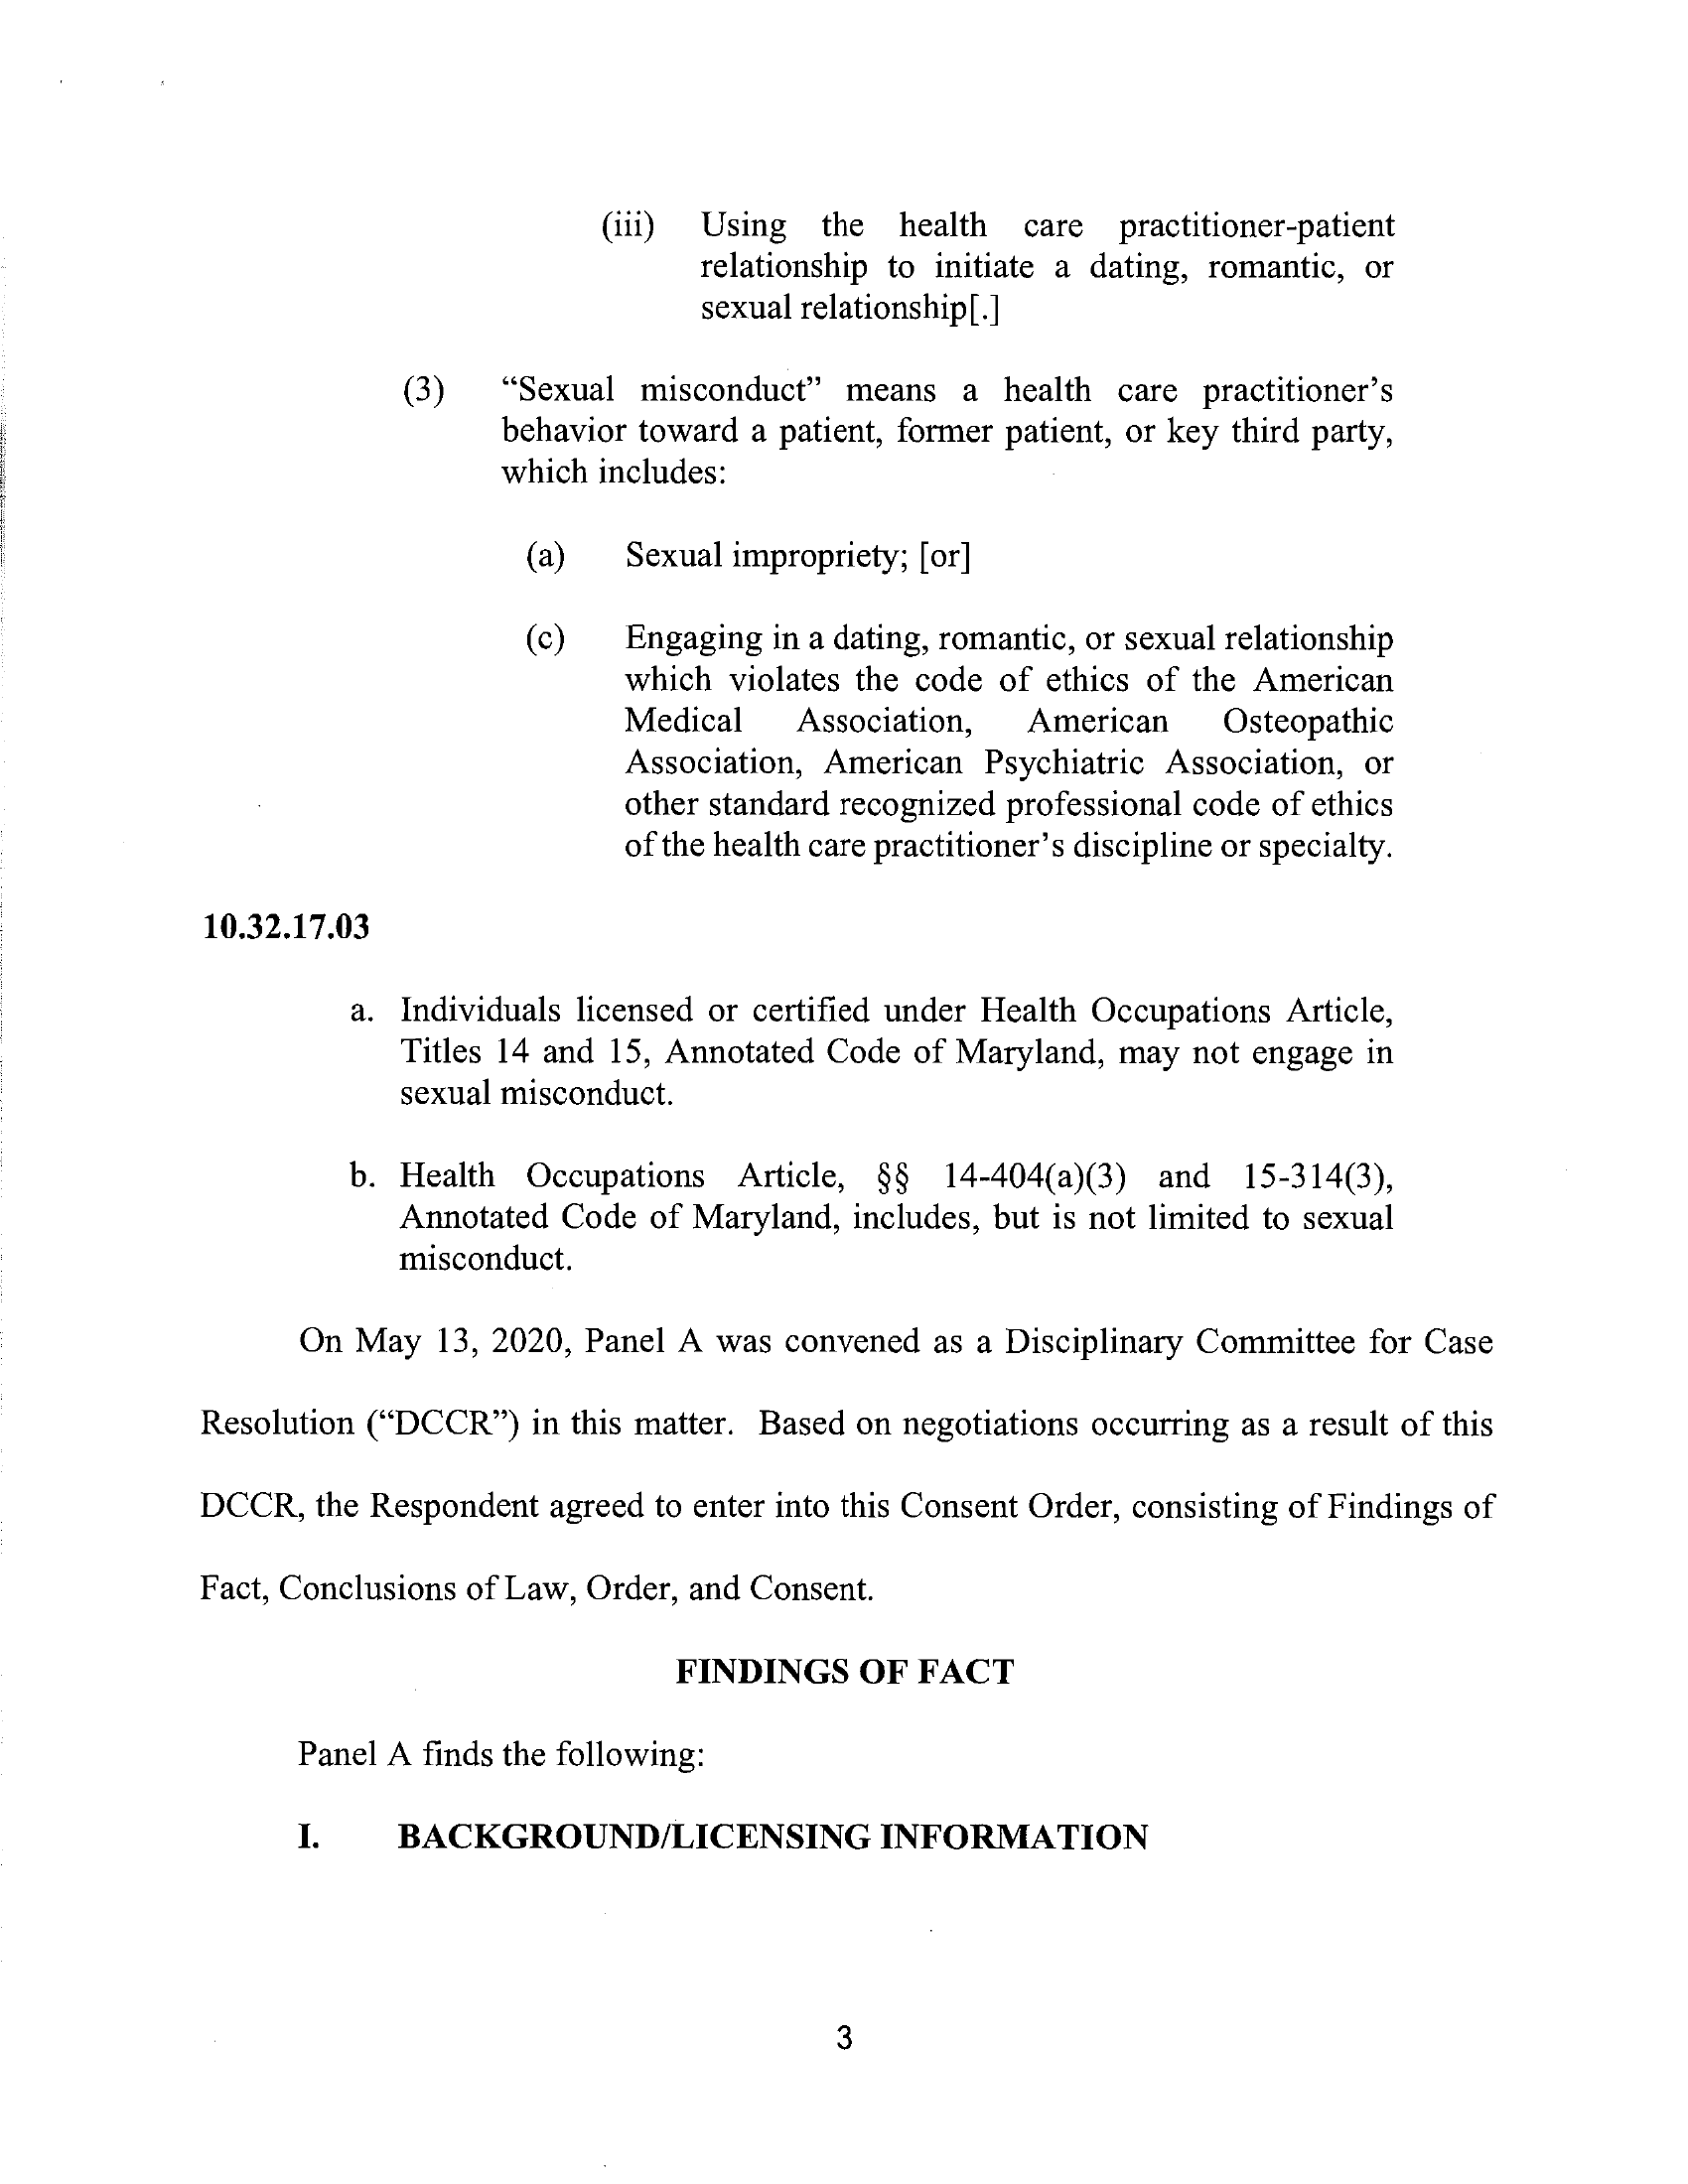 (iii) Using the health care practitioner-patient
relationship to initiate a dating, romantic, or
sexual relationship[.]
(3) “Sexual misconduct” means a health care practitioner’s
behavior toward a patient, former patient, or key third party,
which includes:
(a) Sexual impropriety; [or]
(c) Engaging in a dating, romantic, or sexual relationship
which violates the code of ethics of the American
Medical Association, American Osteopathic
Association, American Psychiatric Association, or
other standard recognized professional code of ethics
of the health care practitioner’s discipline or specialty.
10.32.17.03
a. Individuals licensed or certified under Health Occupations Article,
Titles 14 and 15, Annotated Code of Maryland, may not engage in
sexual misconduct.
b. Health Occupations Article, §§ 14-404(a)(3) and 15-314(3),
Annotated Code of Maryland, includes, but is not limited to sexual
misconduct.
On May 13, 2020, Panel A was convened as a Disciplinary Committee for Case
Resolution (“DCCR”) in this matter. Based on negotiations occurring as a result of this
DCCR, the Respondent agreed to enter into this Consent Order, consisting of Findings of
Fact, Conclusions of Law, Order, and Consent.
FINDINGS OF FACT
Panel A finds the following:
I. BACKGROUND/LICENSING INFORMATION
3